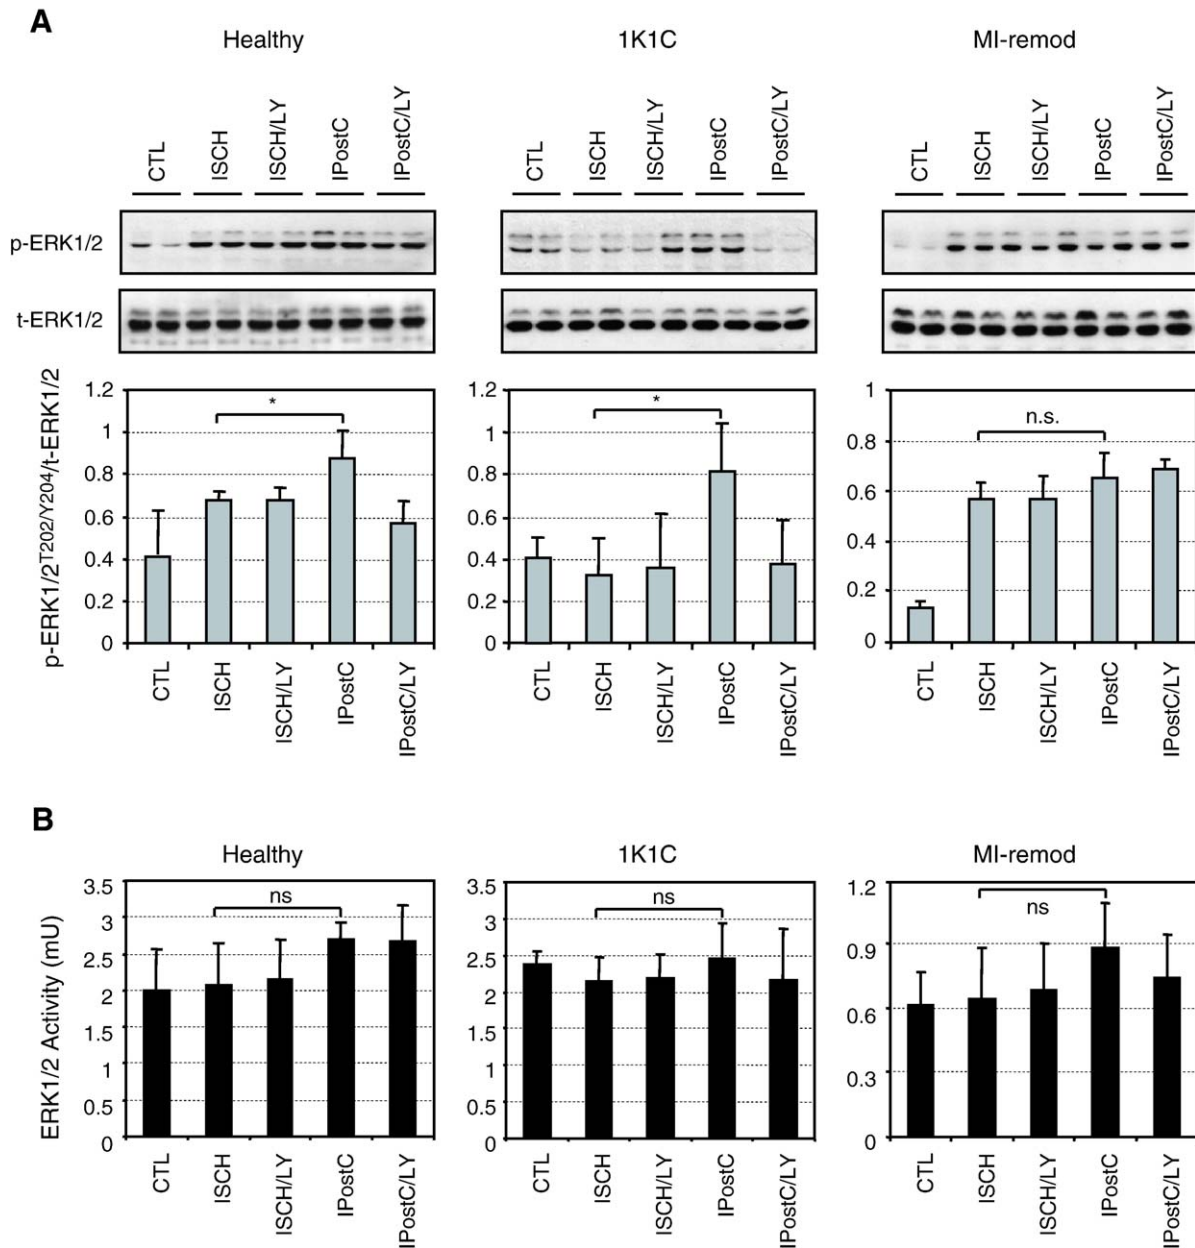 A
Healthy 1K1C MI-remod
CTL ISCH ISCH/LY IPostC IPostC/LY CTL ISCH ISCH/LY IPostC IPostC/LY CTL ISCH ISCH/LY IPostC IPostC/LY
p-ERK1/2
t-ERK1/2
p-ERK1/2T202/Y204/t-ERK1/2
1.2 1.2 1
* * n.s.
1 1 0.8
0.8 0.8 0.6
0.6 0.6 0.4
0.4 0.4 0.2
0.2 0.2 0
0 0
CTL ISCH ISCH/LY IPostC IPostC/LY CTL ISCH ISCH/LY IPostC IPostC/LY CTL ISCH ISCH/LY IPostC IPostC/LY
B
Healthy 1K1C MI-remod
ERK1/2 Activity (mU)
3.5 3.5 1.2
ns ns ns
3 3 0.9
2.5 2.5 0.6
2 2 0.3
1.5 1.5 0
1 1
0.5 0.5
0 0
CTL ISCH ISCH/LY IPostC IPostC/LY CTL ISCH ISCH/LY IPostC IPostC/LY CTL ISCH ISCH/LY IPostC IPostC/LY